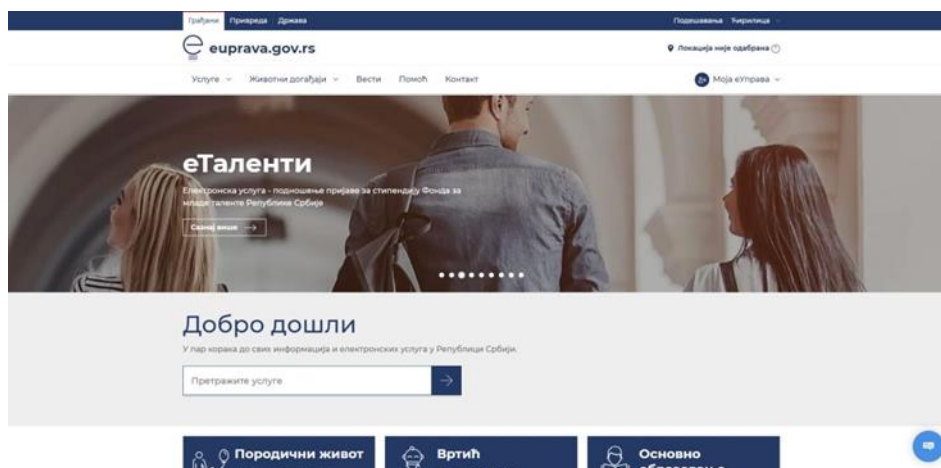 Грађани Привреда Држава Подешавања Ћирилица
euprava.gov.rs Локација није одабрана
Услуге Животни догађаји Вести Помоћ Контакт Моја еУправа
еТаленти
Електронска услуга - подношење пријаве за стипендију Фонда за
младе таленте Републике Србије
Сазнај више
Добро дошли
У пар корака до свих информација и електронских услуга у Републици Србији.
Претражите услуге
Породични живот Вртић Основно
образовање